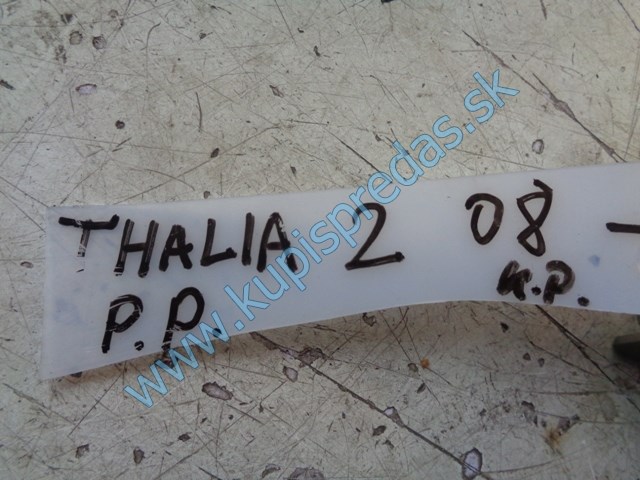 THALIA 2 08 -
P.P. K.P.
www.kupispredas.sk